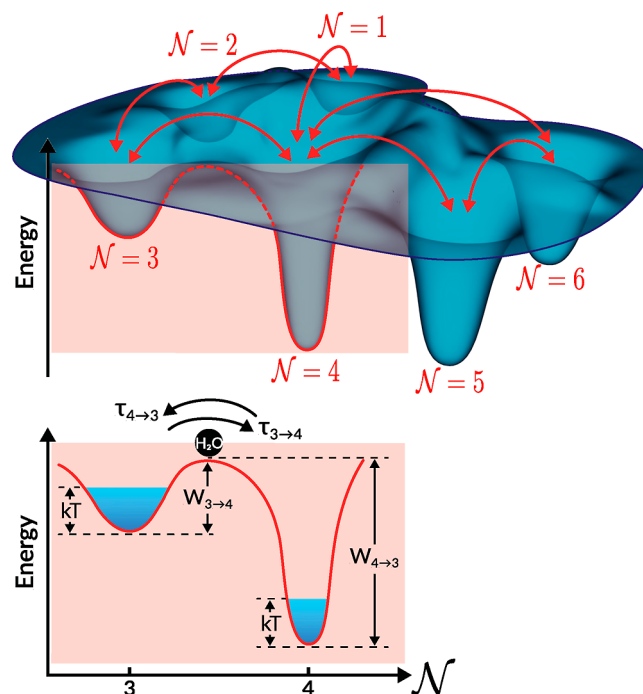 𝒩 = 2
𝒩 = 1
Energy
𝒩 = 3
𝒩 = 6
𝒩 = 4
𝒩 = 5
τ4→3
τ3→4
H₂O
Energy
kT
W3→4
W4→3
kT
3
4
𝒩